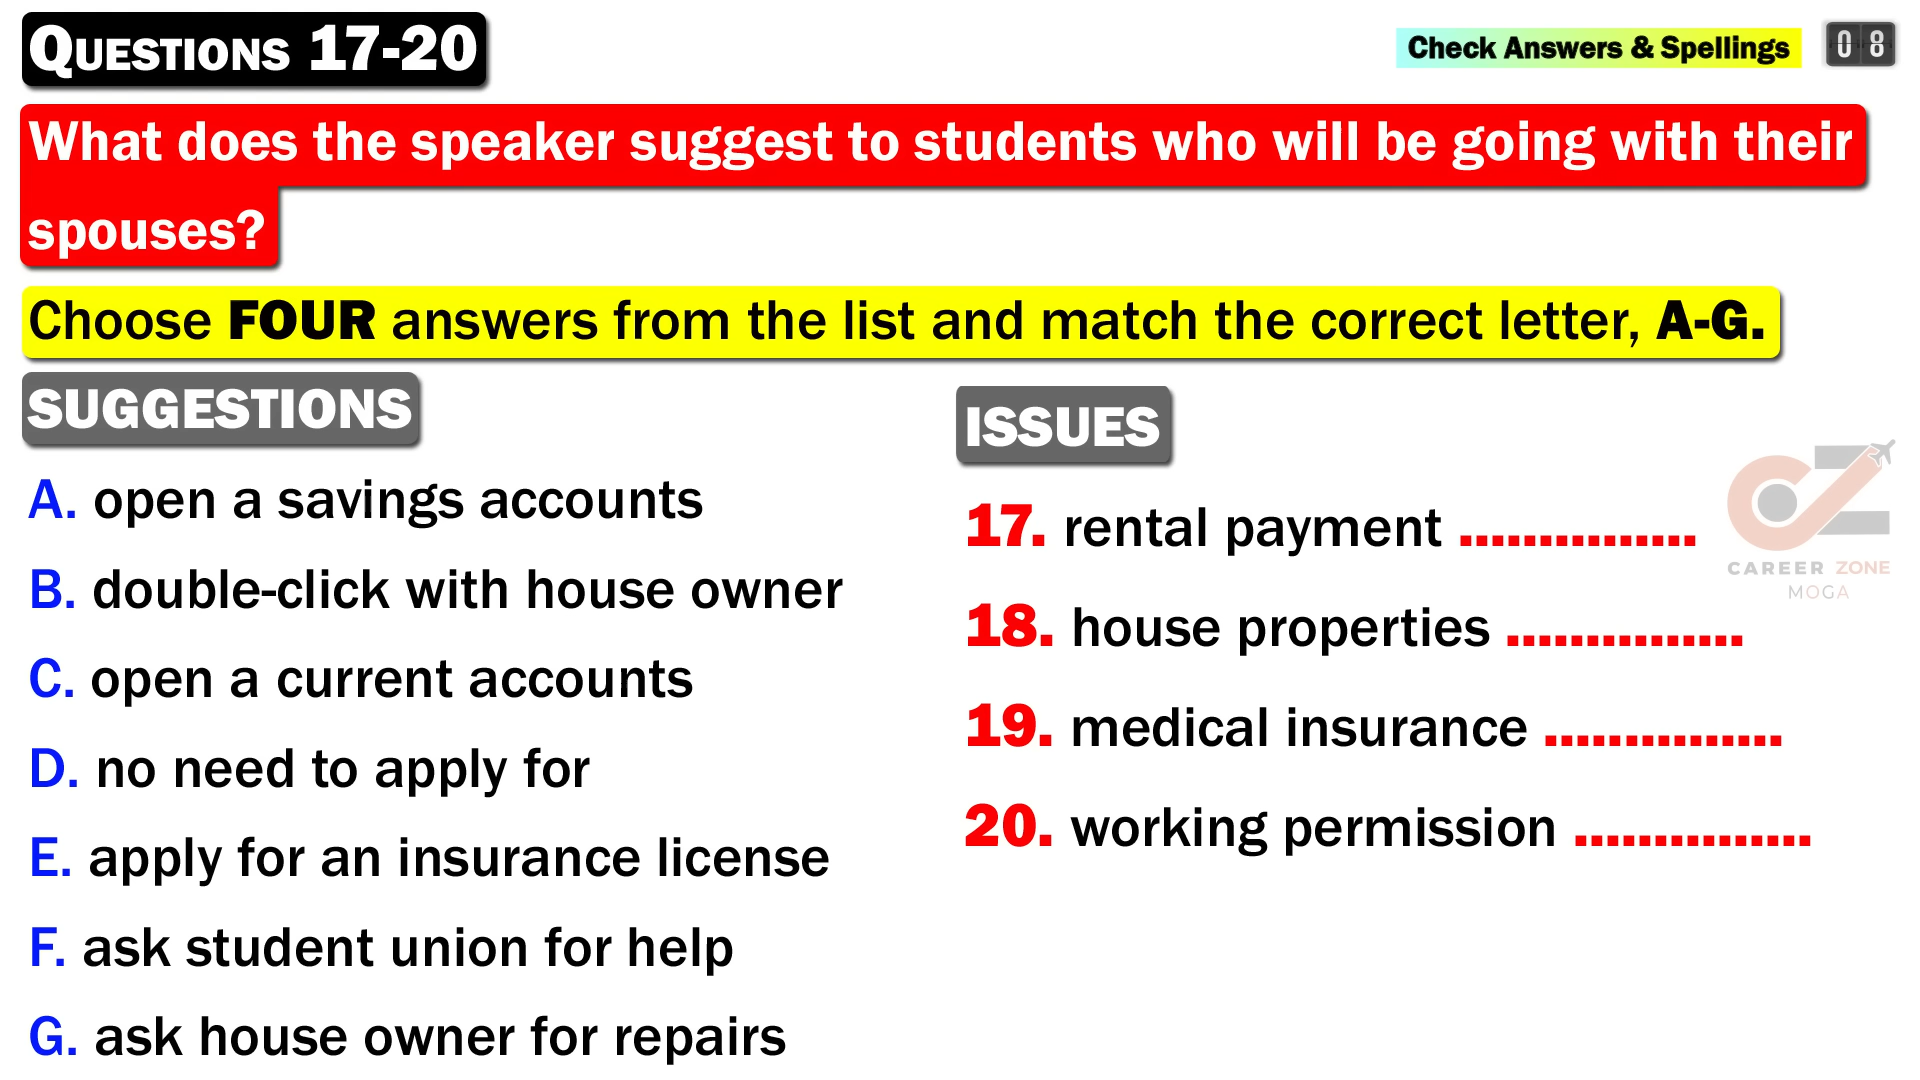 QUESTIONS 17-20
Check Answers & Spellings 08
What does the speaker suggest to students who will be going with their
spouses?
Choose FOUR answers from the list and match the correct letter, A-G.
SUGGESTIONS
A. open a savings accounts
B. double-click with house owner
C. open a current accounts
D. no need to apply for
E. apply for an insurance license
F. ask student union for help
G. ask house owner for repairs
ISSUES
17. rental payment ...............
18. house properties ...............
19. medical insurance ...............
20. working permission ...............
CAREER ZONE
MOGA